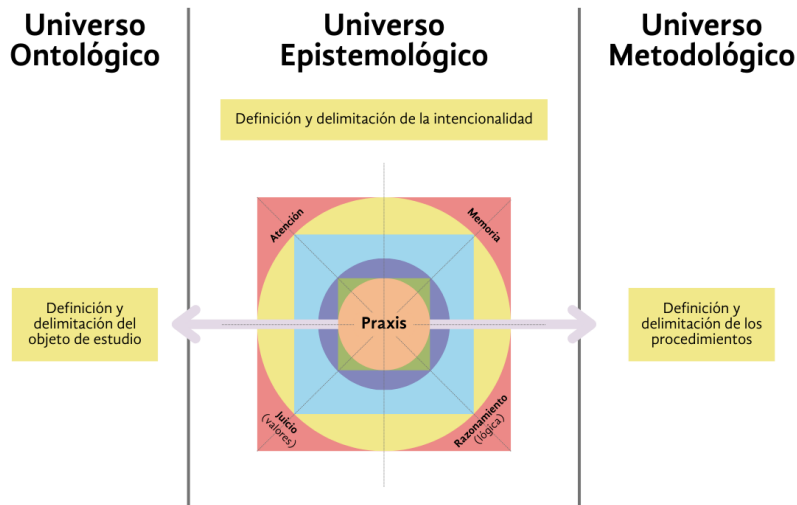 Universo
Ontológico
Universo
Epistemológico
Universo
Metodológico
Definición y delimitación de la intencionalidad
Atención
Memoria
Definición y
delimitación del
objeto de estudio
Praxis
Definición y
delimitación de los
procedimientos
Juicio
(valores)
Razonamiento
(lógica)